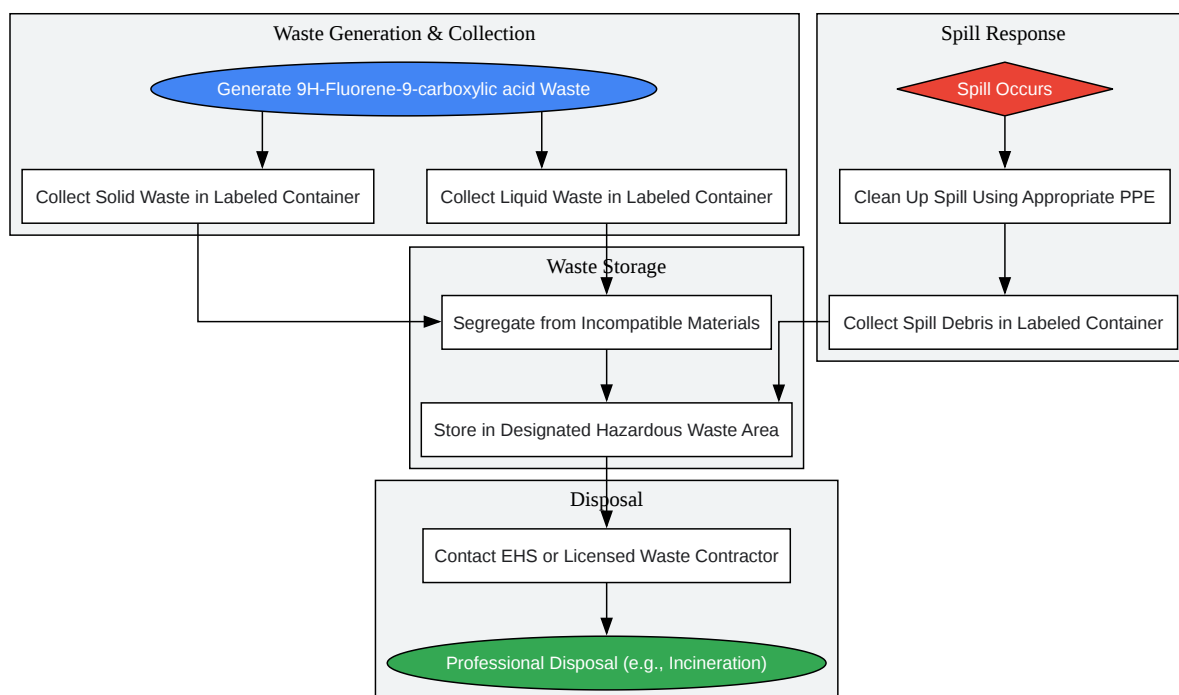 Waste Generation & Collection
Generate 9H-Fluorene-9-carboxylic acid Waste
Collect Solid Waste in Labeled Container
Collect Liquid Waste in Labeled Container
Spill Response
Spill Occurs
Clean Up Spill Using Appropriate PPE
Collect Spill Debris in Labeled Container
Waste Storage
Segregate from Incompatible Materials
Store in Designated Hazardous Waste Area
Disposal
Contact EHS or Licensed Waste Contractor
Professional Disposal (e.g., Incineration)